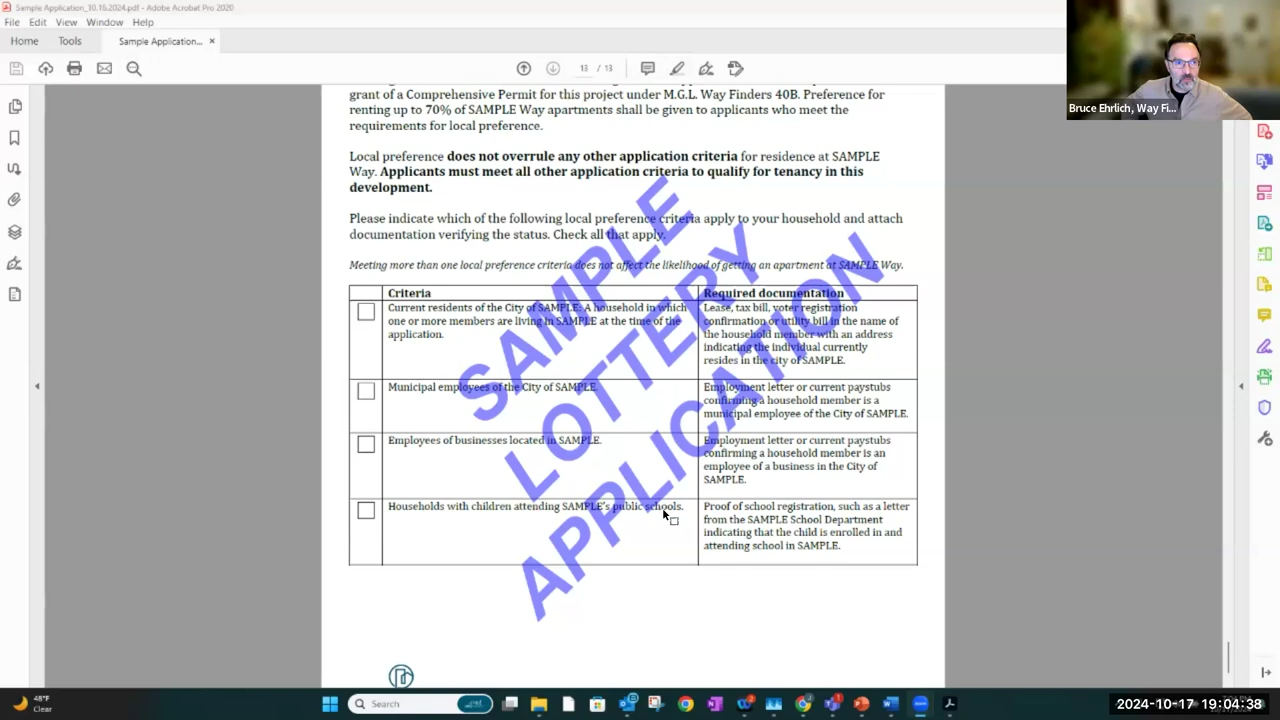 Sample Application_10.16.2024.pdf - Adobe Acrobat Pro 2020
File Edit View Window Help
Home Tools Sample Application... ×
13 / 13
Bruce Ehrlich, Way Fi...
grant of a Comprehensive Permit for this project under M.G.L. Way Finders 40B. Preference for
renting up to 70% of SAMPLE Way apartments shall be given to applicants who meet the
requirements for local preference.
Local preference does not overrule any other application criteria for residence at SAMPLE
Way. Applicants must meet all other application criteria to qualify for tenancy in this
development.
Please indicate which of the following local preference criteria apply to your household and attach
documentation verifying the status. Check all that apply.
Meeting more than one local preference criteria does not affect the likelihood of getting an apartment at SAMPLE Way.
Criteria
Required documentation
Current residents of the City of SAMPLE: A household in which
one or more members are living in SAMPLE at the time of the
application.
Lease, tax bill, voter registration
confirmation or utility bill in the name of
the household member with an address
indicating the individual currently
resides in the city of SAMPLE.
Municipal employees of the City of SAMPLE.
Employment letter or current paystubs
confirming a household member is a
municipal employee of the City of SAMPLE.
Employees of businesses located in SAMPLE.
Employment letter or current paystubs
confirming a household member is an
employee of a business in the City of
SAMPLE.
Households with children attending SAMPLE's public schools.
Proof of school registration, such as a letter
from the SAMPLE School Department
indicating that the child is enrolled in and
attending school in SAMPLE.
SAMPLE
LOTTERY
APPLICATION
48°F
Clear
Search
2024-10-17 19:04:38